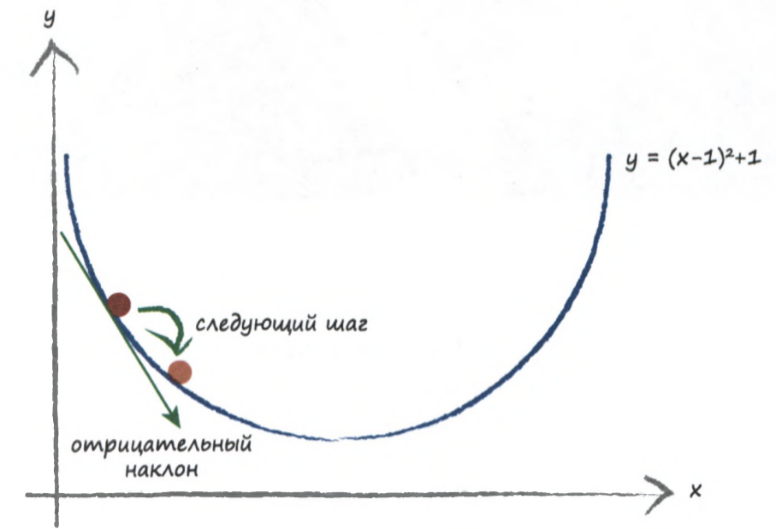 y
y = (x-1)²+1
следующий шаг
отрицательный
наклон
x